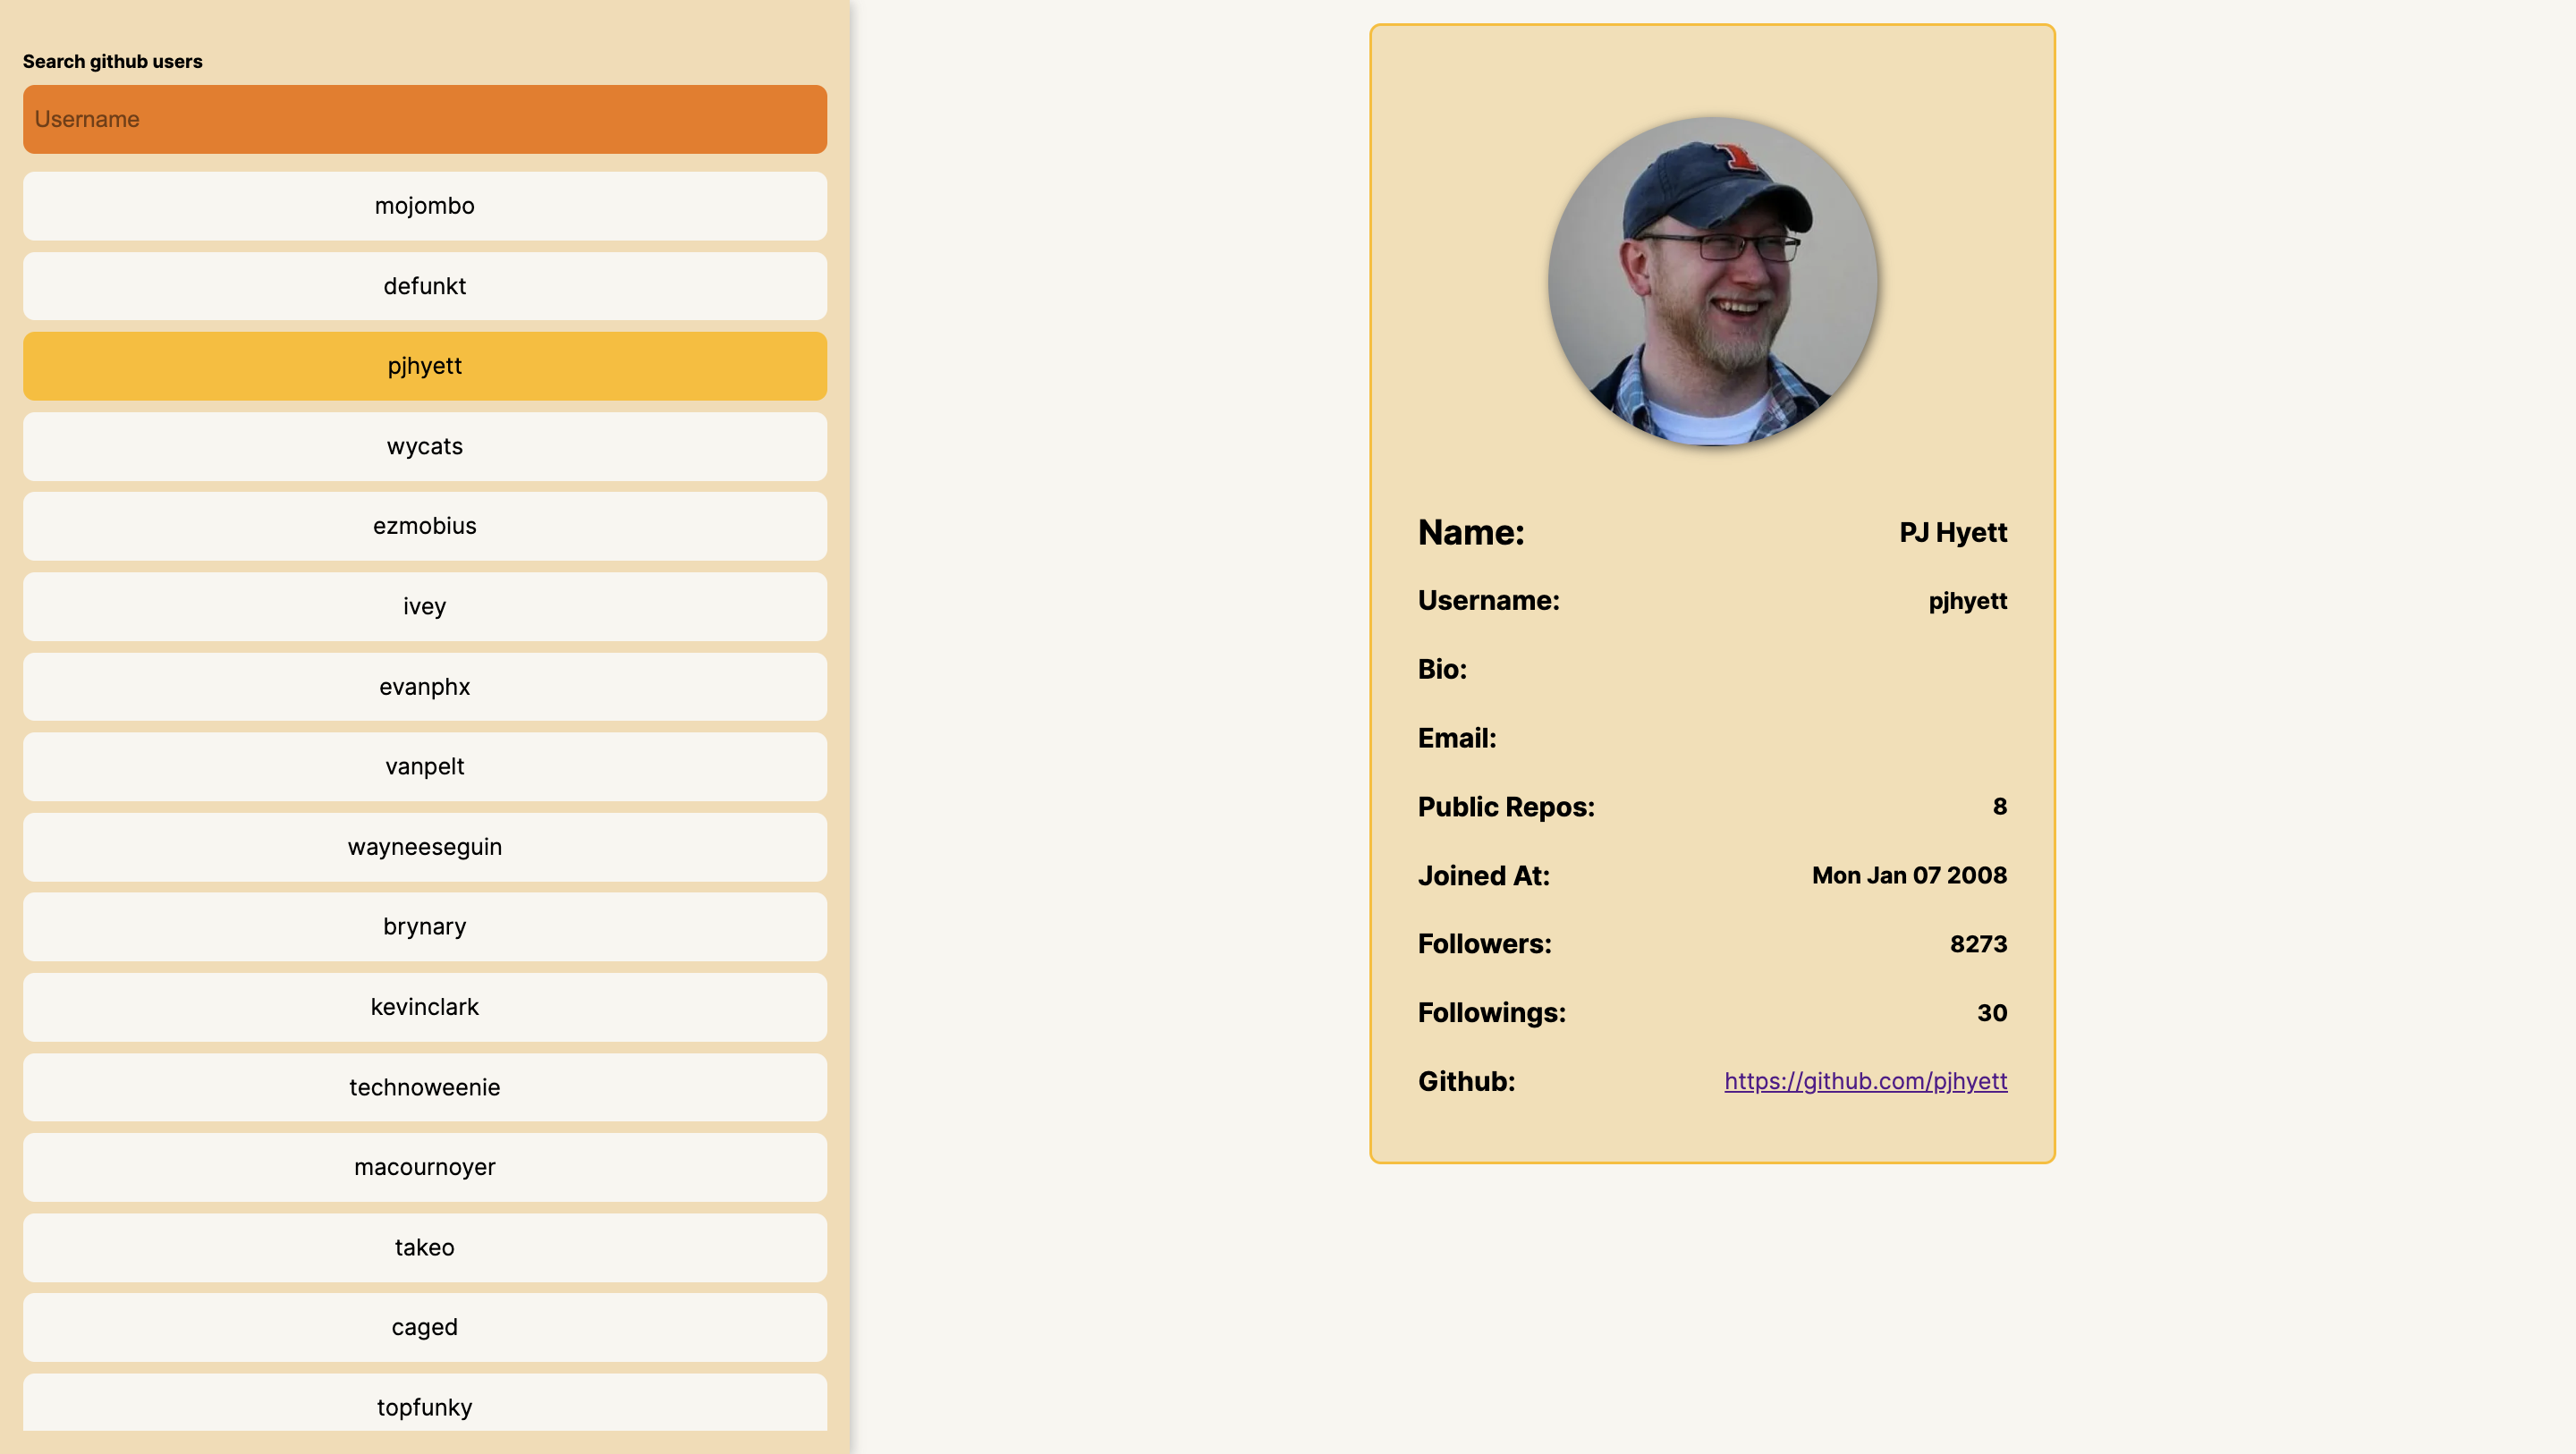 Search github users
Username
mojombo
defunkt
pjhyett
wycats
ezmobius
ivey
evanphx
vanpelt
wayneeseguin
brynary
kevinclark
technoweenie
macournoyer
takeo
caged
topfunky
Name: PJ Hyett
Username: pjhyett
Bio:
Email:
Public Repos: 8
Joined At: Mon Jan 07 2008
Followers: 8273
Followings: 30
Github: https://github.com/pjhyett